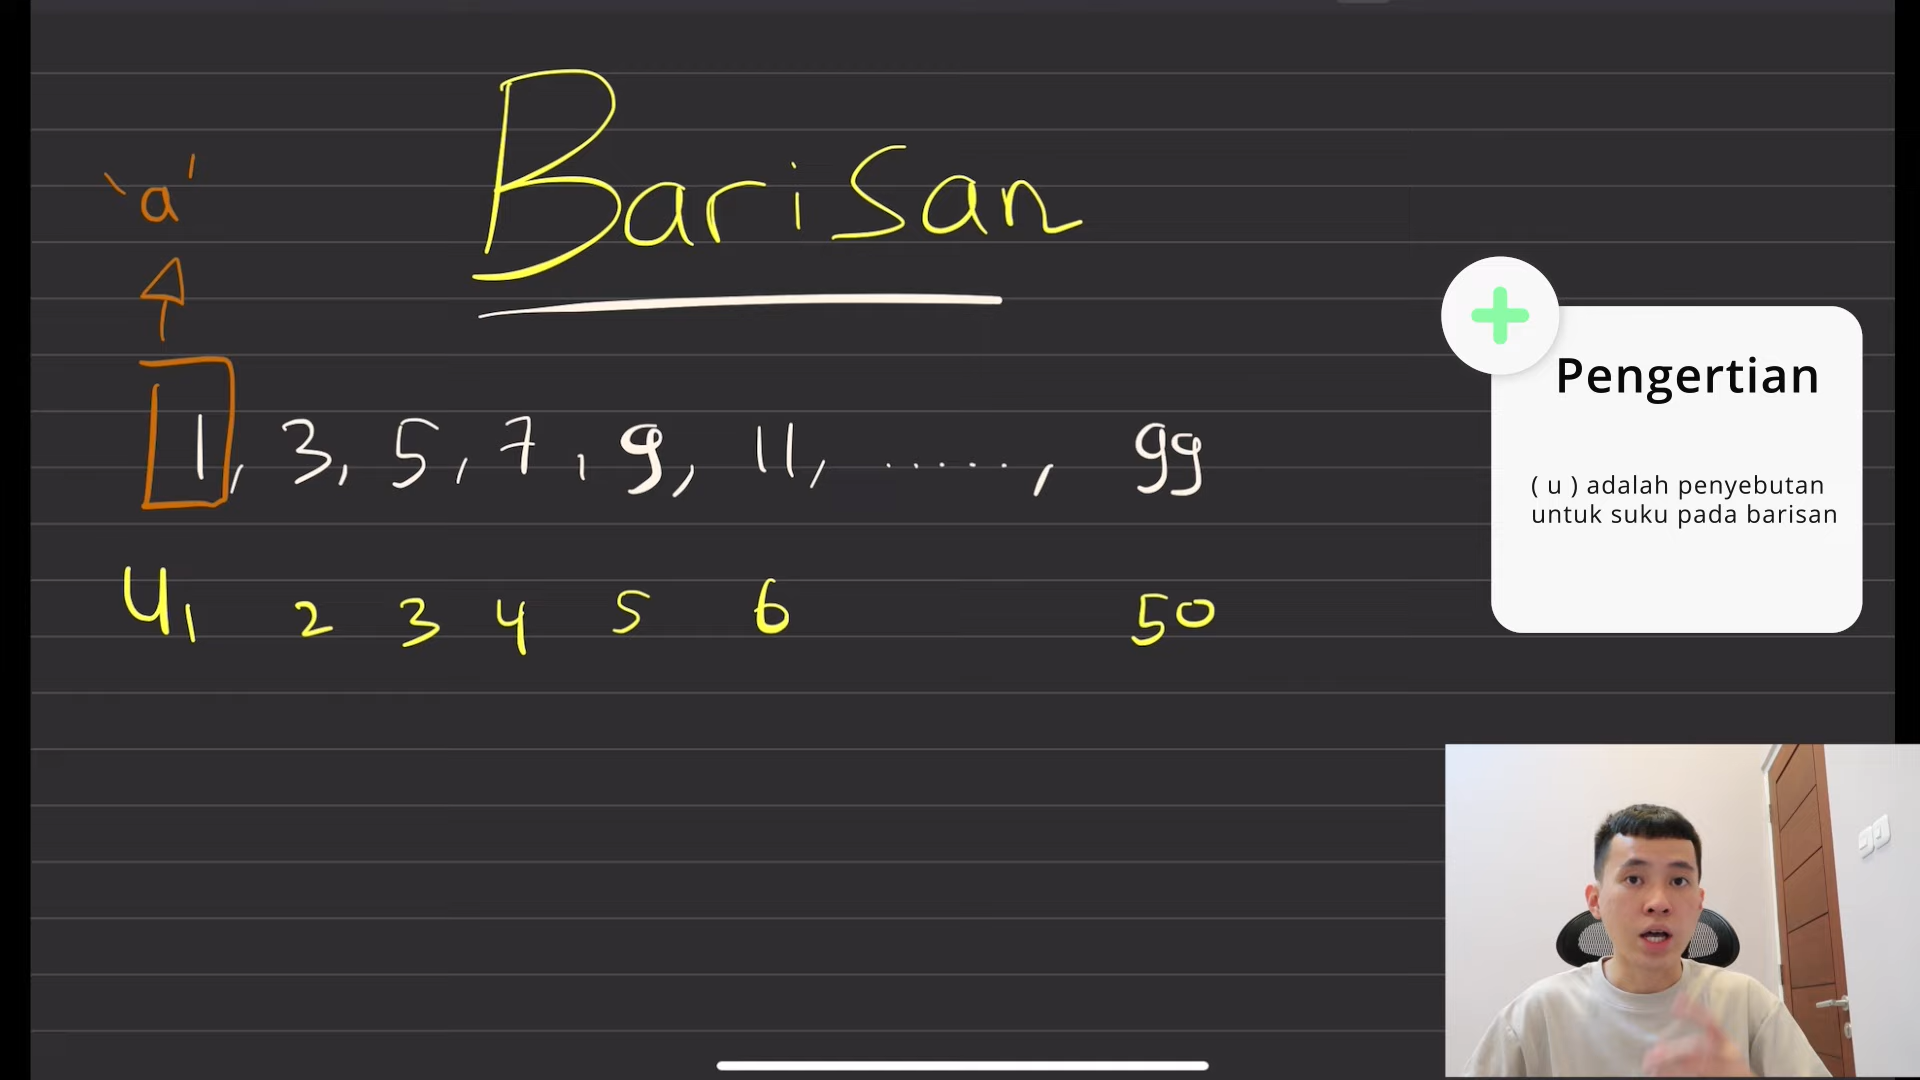 Barisan
'a'
1, 3, 5, 7, 9, 11, ....., 99
U1 2 3 4 5 6 50
Pengertian
( u ) adalah penyebutan
untuk suku pada barisan